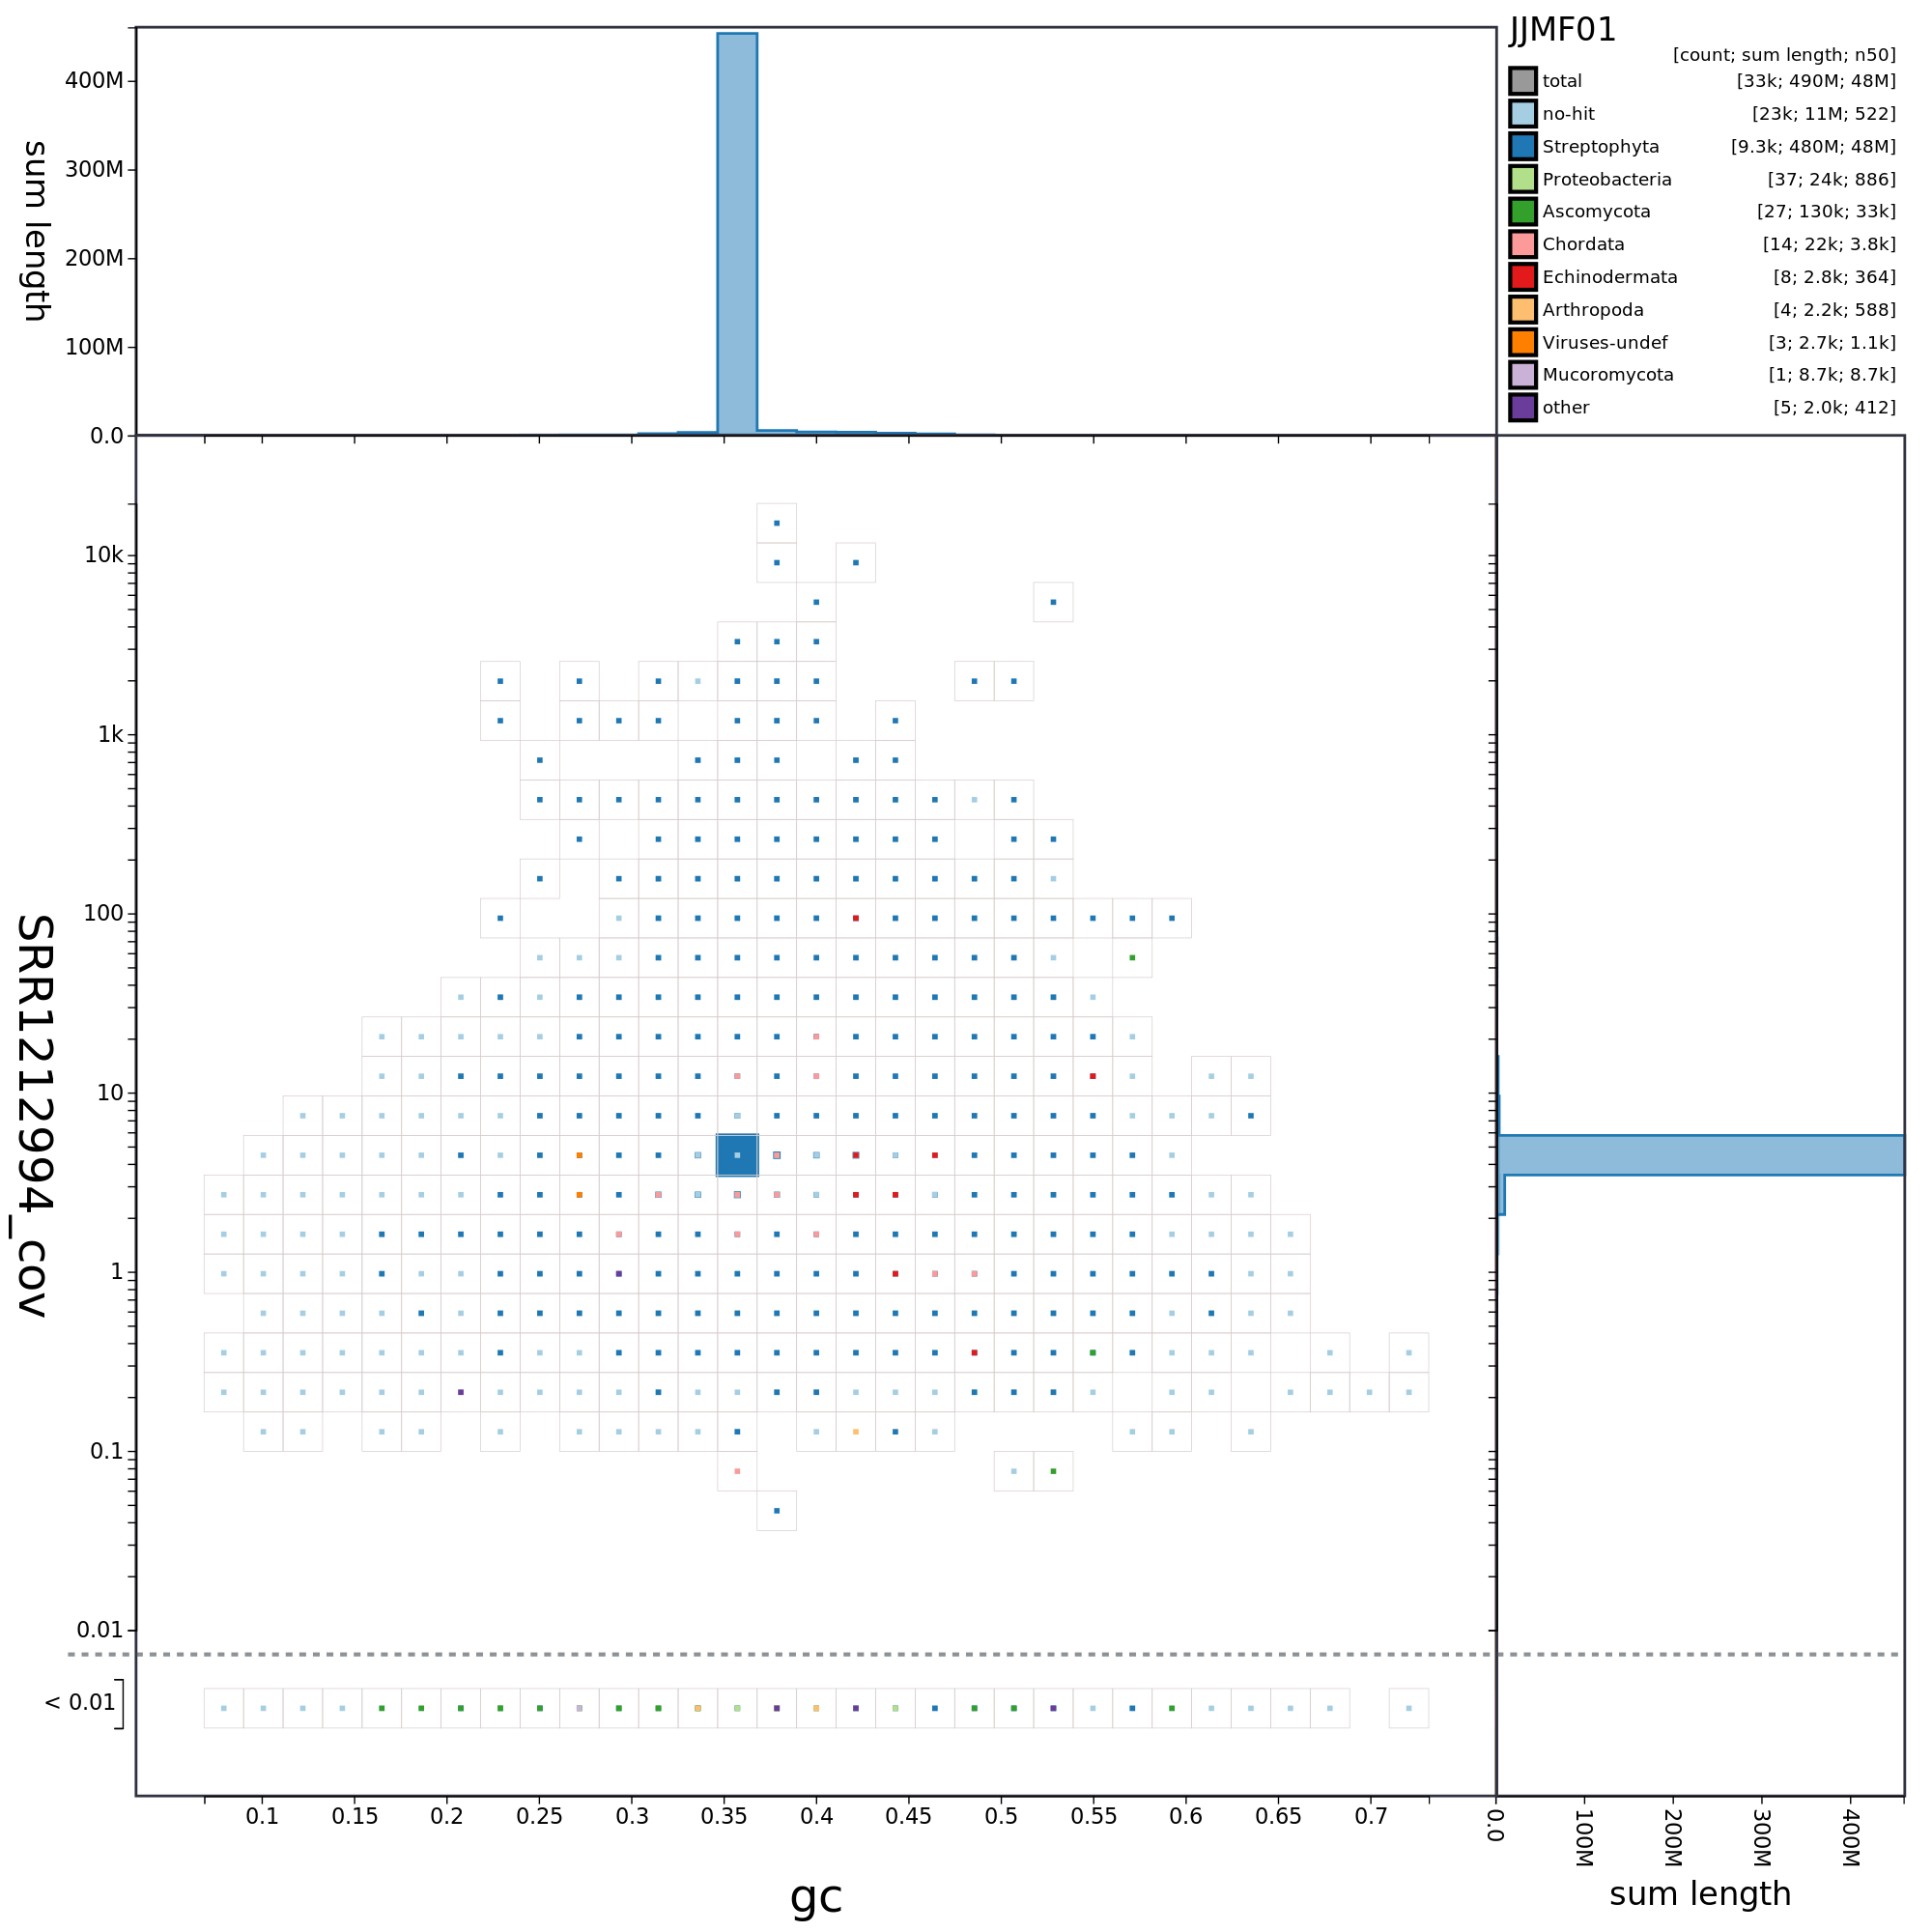 JJMF01
[count; sum length; n50]
total [33k; 490M; 48M]
no-hit [23k; 11M; 522]
Streptophyta [9.3k; 480M; 48M]
Proteobacteria [37; 24k; 886]
Ascomycota [27; 130k; 33k]
Chordata [14; 22k; 3.8k]
Echinodermata [8; 2.8k; 364]
Arthropoda [4; 2.2k; 588]
Viruses-undef [3; 2.7k; 1.1k]
Mucoromycota [1; 8.7k; 8.7k]
other [5; 2.0k; 412]
sum length
400M
300M
200M
100M
0.0
SRR12112994_cov
10k
1k
100
10
1
0.1
0.01
< 0.01
0.1 0.15 0.2 0.25 0.3 0.35 0.4 0.45 0.5 0.55 0.6 0.65 0.7
gc
0.0 100M 200M 300M 400M
sum length